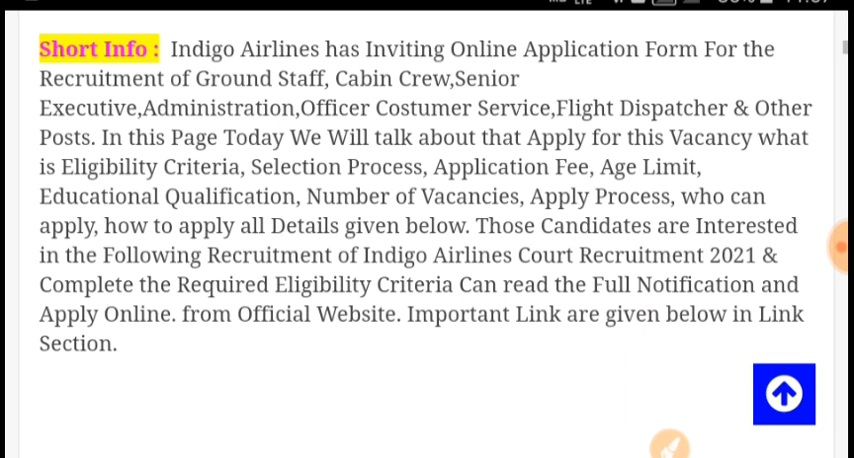 Short Info : Indigo Airlines has Inviting Online Application Form For the
Recruitment of Ground Staff, Cabin Crew,Senior
Executive,Administration,Officer Costumer Service,Flight Dispatcher & Other
Posts. In this Page Today We Will talk about that Apply for this Vacancy what
is Eligibility Criteria, Selection Process, Application Fee, Age Limit,
Educational Qualification, Number of Vacancies, Apply Process, who can
apply, how to apply all Details given below. Those Candidates are Interested
in the Following Recruitment of Indigo Airlines Court Recruitment 2021 &
Complete the Required Eligibility Criteria Can read the Full Notification and
Apply Online. from Official Website. Important Link are given below in Link
Section.